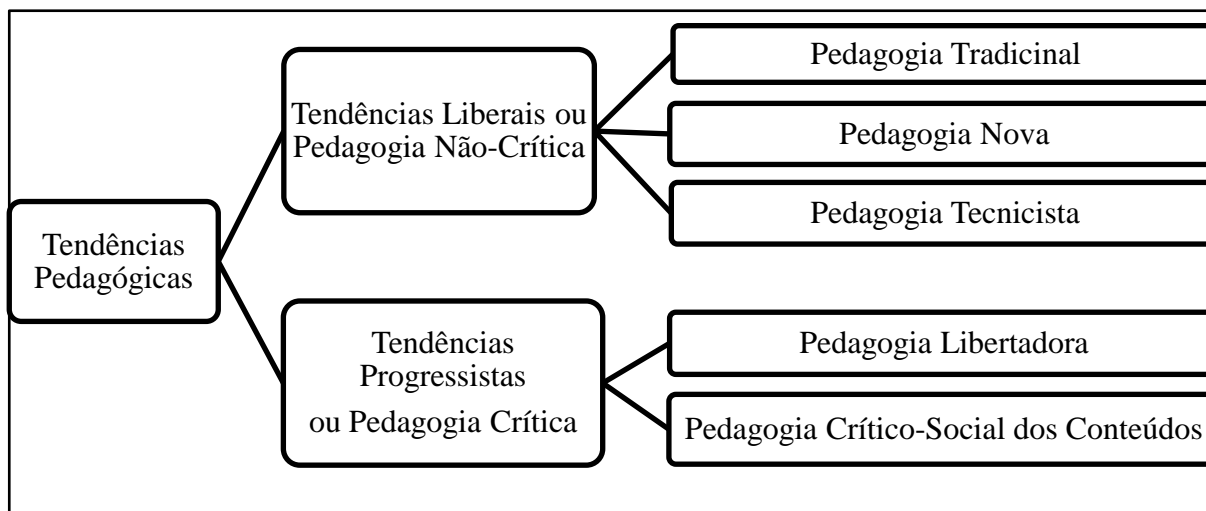 Tendências
Pedagógicas
Tendências Liberais ou
Pedagogia Não-Crítica
Pedagogia Tradicinal
Pedagogia Nova
Pedagogia Tecnicista
Tendências
Progressistas
ou Pedagogia Crítica
Pedagogia Libertadora
Pedagogia Crítico-Social dos Conteúdos